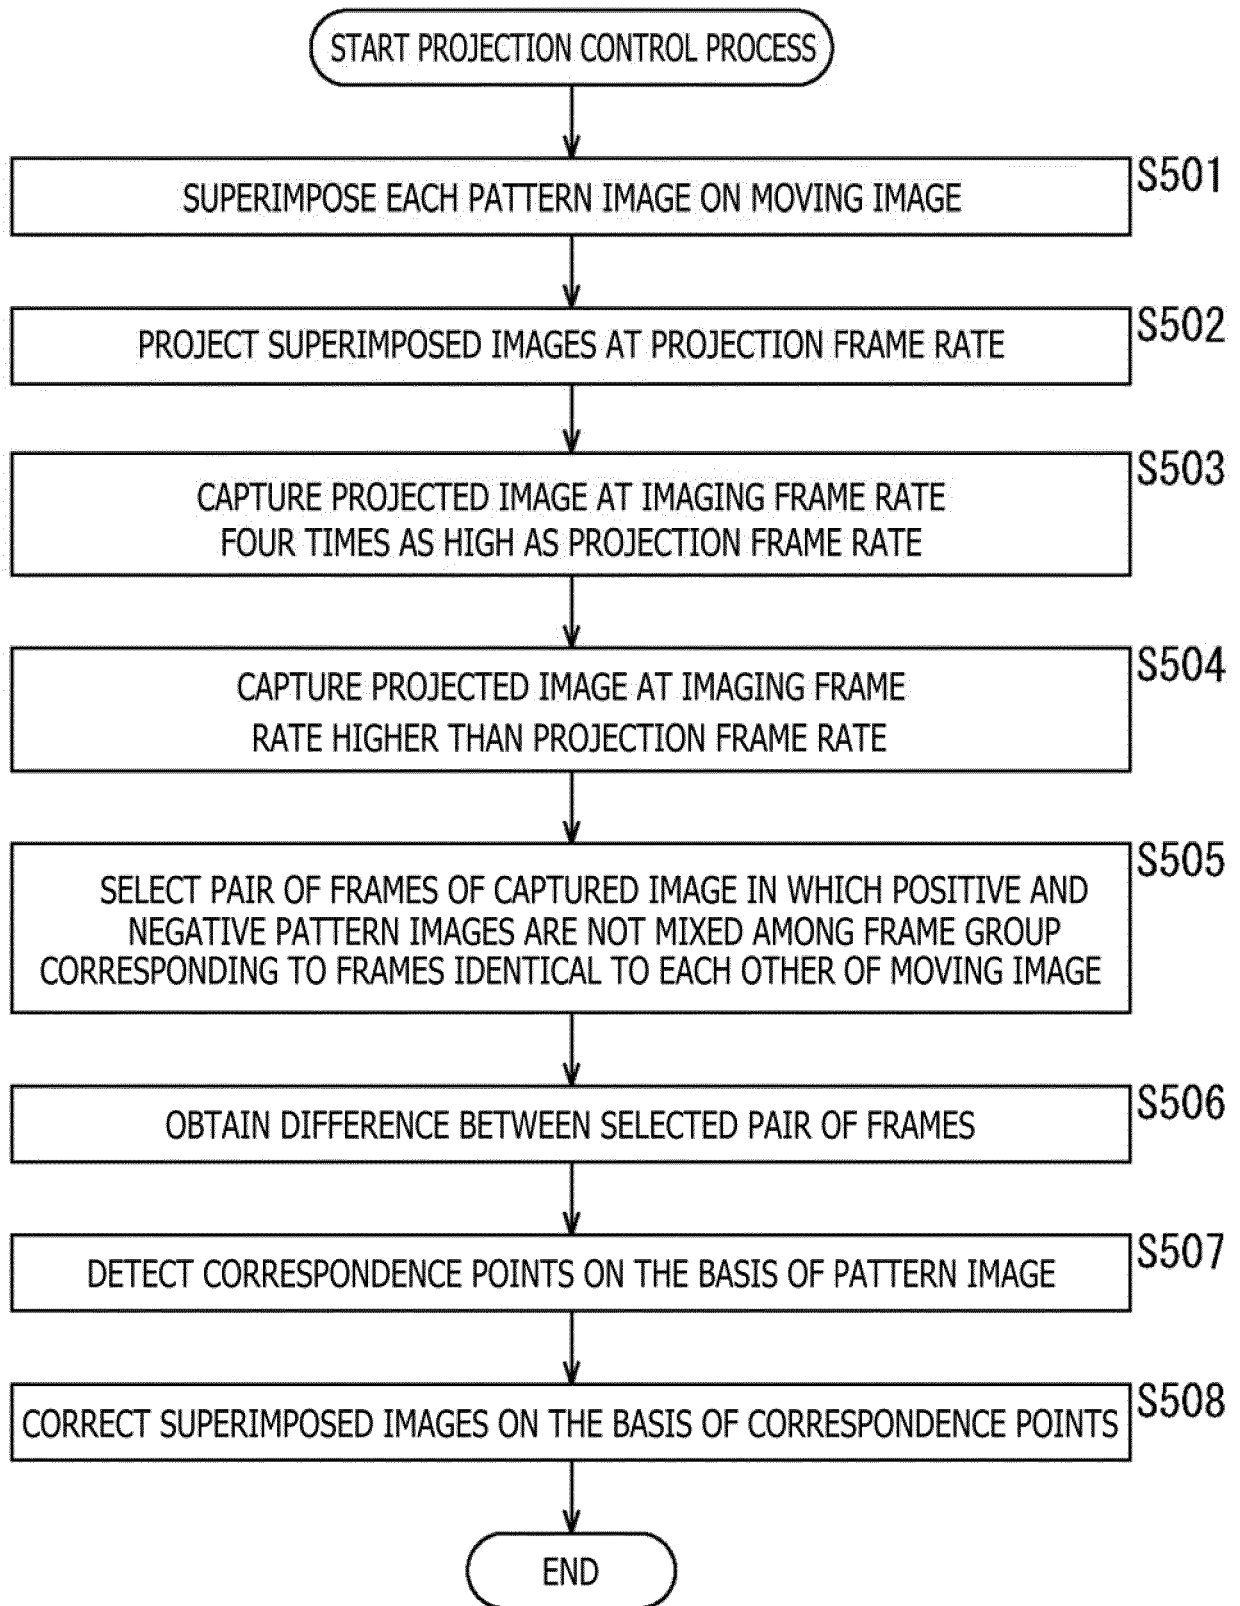 START PROJECTION CONTROL PROCESS
S501
SUPERIMPOSE EACH PATTERN IMAGE ON MOVING IMAGE
S502
PROJECT SUPERIMPOSED IMAGES AT PROJECTION FRAME RATE
S503
CAPTURE PROJECTED IMAGE AT IMAGING FRAME RATE
FOUR TIMES AS HIGH AS PROJECTION FRAME RATE
S504
CAPTURE PROJECTED IMAGE AT IMAGING FRAME
RATE HIGHER THAN PROJECTION FRAME RATE
S505
SELECT PAIR OF FRAMES OF CAPTURED IMAGE IN WHICH POSITIVE AND
NEGATIVE PATTERN IMAGES ARE NOT MIXED AMONG FRAME GROUP
CORRESPONDING TO FRAMES IDENTICAL TO EACH OTHER OF MOVING IMAGE
S506
OBTAIN DIFFERENCE BETWEEN SELECTED PAIR OF FRAMES
S507
DETECT CORRESPONDENCE POINTS ON THE BASIS OF PATTERN IMAGE
S508
CORRECT SUPERIMPOSED IMAGES ON THE BASIS OF CORRESPONDENCE POINTS
END